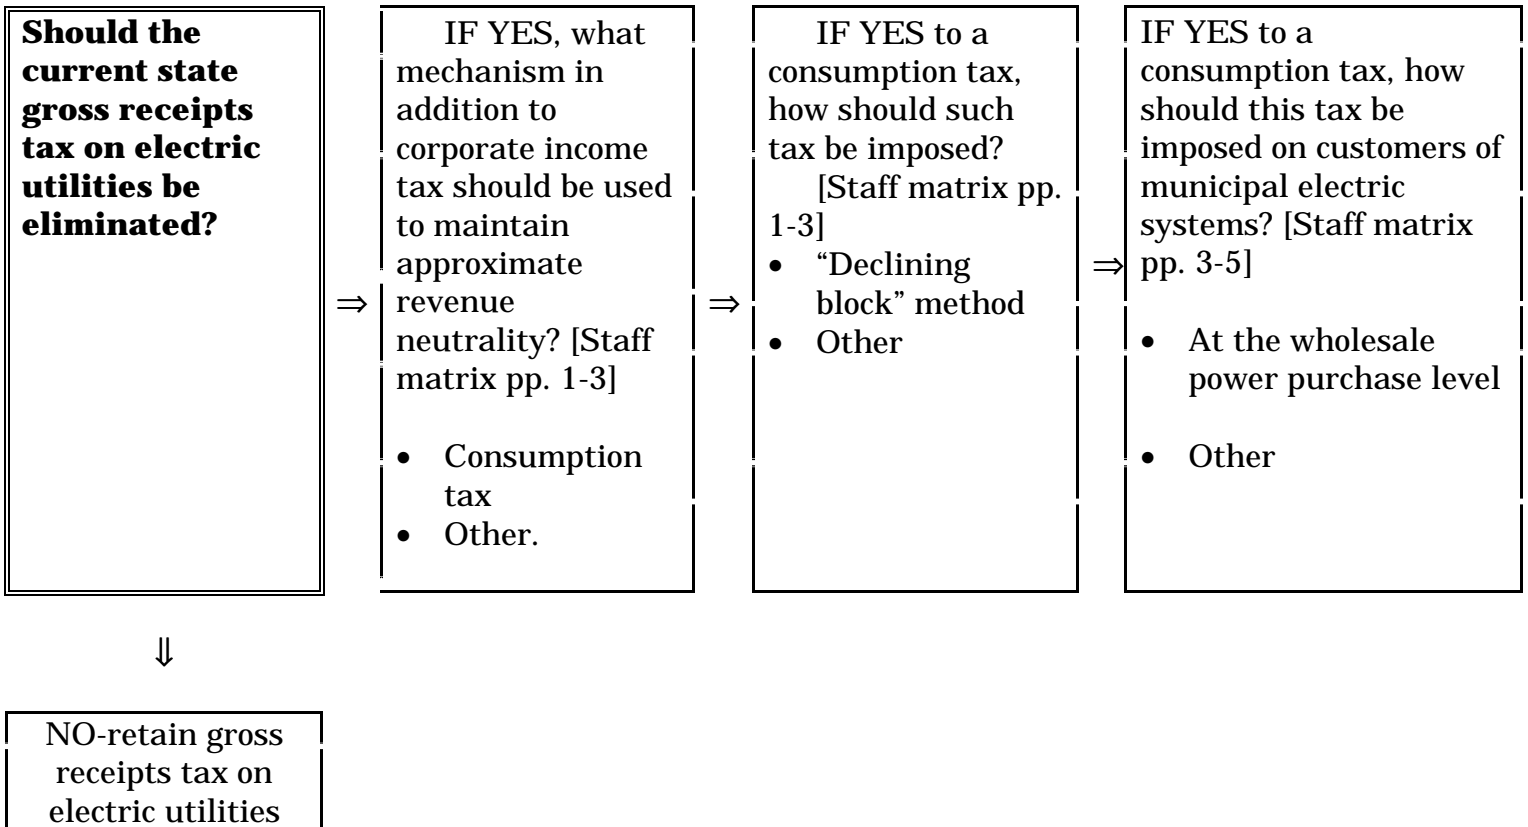 Should the
current state
gross receipts
tax on electric
utilities be
eliminated?
⇒
IF YES, what
mechanism in
addition to
corporate income
tax should be used
to maintain
approximate
revenue
neutrality? [Staff
matrix pp. 1-3]
• Consumption
tax
• Other.
⇒
IF YES to a
consumption tax,
how should such
tax be imposed?
[Staff matrix pp.
1-3]
• “Declining
block” method
• Other
⇒
IF YES to a
consumption tax, how
should this tax be
imposed on customers of
municipal electric
systems? [Staff matrix
pp. 3-5]
• At the wholesale
power purchase level
• Other
⇓
NO-retain gross
receipts tax on
electric utilities